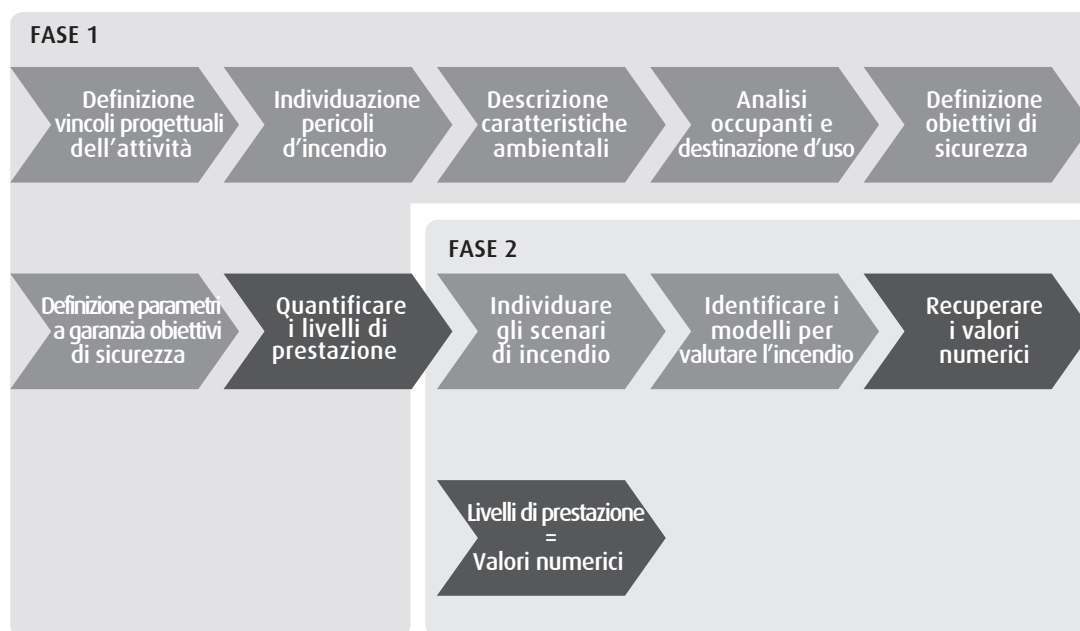 FASE 1
Definizione
vincoli progettuali
dell'attività
Individuazione
pericoli
d'incendio
Descrizione
caratteristiche
ambientali
Analisi
occupanti e
destinazione d'uso
Definizione
obiettivi di
sicurezza
Definizione parametri
a garanzia obiettivi
di sicurezza
Quantificare
i livelli di
prestazione
FASE 2
Individuare
gli scenari
di incendio
Identificare i
modelli per
valutare l'incendio
Recuperare
i valori
numerici
Livelli di prestazione
=
Valori numerici